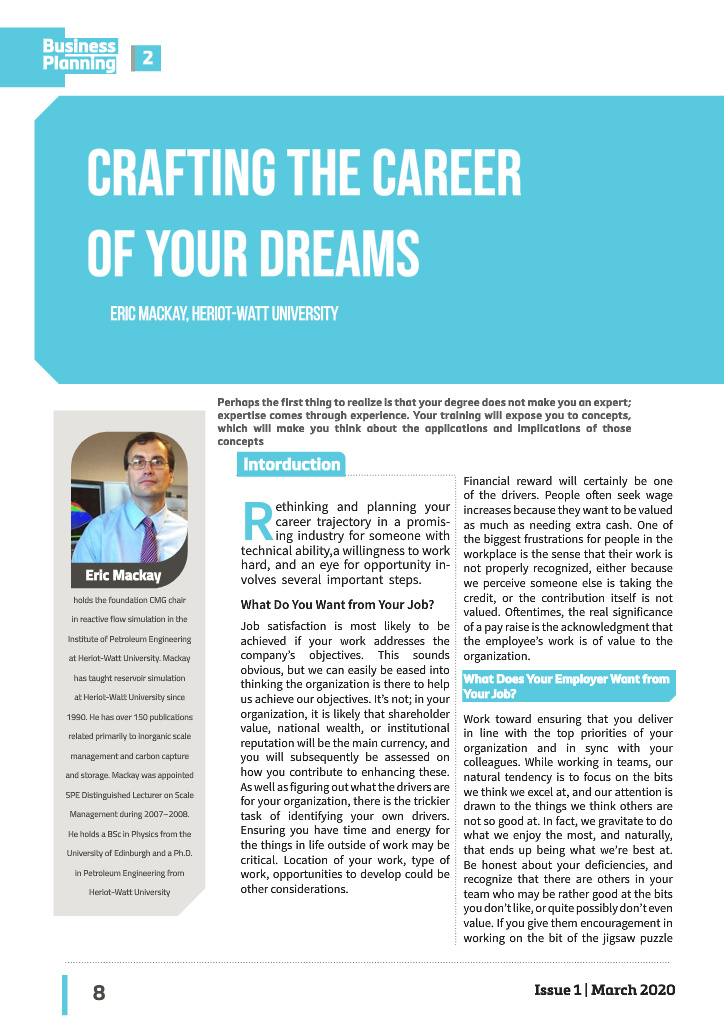 Business
Planning
2
CRAFTING THE CAREER
OF YOUR DREAMS
ERIC MACKAY, HERIOT-WATT UNIVERSITY
Perhaps the first thing to realize is that your degree does not make you an expert;
expertise comes through experience. Your training will expose you to concepts,
which will make you think about the applications and implications of those
concepts
Eric Mackay
holds the foundation CMG chair
in reactive flow simulation in the
Institute of Petroleum Engineering
at Heriot-Watt University. Mackay
has taught reservoir simulation
at Heriot-Watt University since
1990. He has over 150 publications
related primarily to inorganic scale
management and carbon capture
and storage. Mackay was appointed
SPE Distinguished Lecturer on Scale
Management during 2007–2008.
He holds a BSc in Physics from the
University of Edinburgh and a Ph.D.
in Petroleum Engineering from
Heriot-Watt University
Intorduction
Rethinking and planning your
career trajectory in a promis-
ing industry for someone with
technical ability,a willingness to work
hard, and an eye for opportunity in-
volves several important steps.
What Do You Want from Your Job?
Job satisfaction is most likely to be
achieved if your work addresses the
company's objectives. This sounds
obvious, but we can easily be eased into
thinking the organization is there to help
us achieve our objectives. It's not; in your
organization, it is likely that shareholder
value, national wealth, or institutional
reputation will be the main currency, and
you will subsequently be assessed on
how you contribute to enhancing these.
As well as figuring out what the drivers are
for your organization, there is the trickier
task of identifying your own drivers.
Ensuring you have time and energy for
the things in life outside of work may be
critical. Location of your work, type of
work, opportunities to develop could be
other considerations.
Financial reward will certainly be one
of the drivers. People often seek wage
increases because they want to be valued
as much as needing extra cash. One of
the biggest frustrations for people in the
workplace is the sense that their work is
not properly recognized, either because
we perceive someone else is taking the
credit, or the contribution itself is not
valued. Oftentimes, the real significance
of a pay raise is the acknowledgment that
the employee's work is of value to the
organization.
What Does Your Employer Want from
Your Job?
Work toward ensuring that you deliver
in line with the top priorities of your
organization and in sync with your
colleagues. While working in teams, our
natural tendency is to focus on the bits
we think we excel at, and our attention is
drawn to the things we think others are
not so good at. In fact, we gravitate to do
what we enjoy the most, and naturally,
that ends up being what we're best at.
Be honest about your deficiencies, and
recognize that there are others in your
team who may be rather good at the bits
you don't like, or quite possibly don't even
value. If you give them encouragement in
working on the bit of the jigsaw puzzle
8
Issue 1 | March 2020